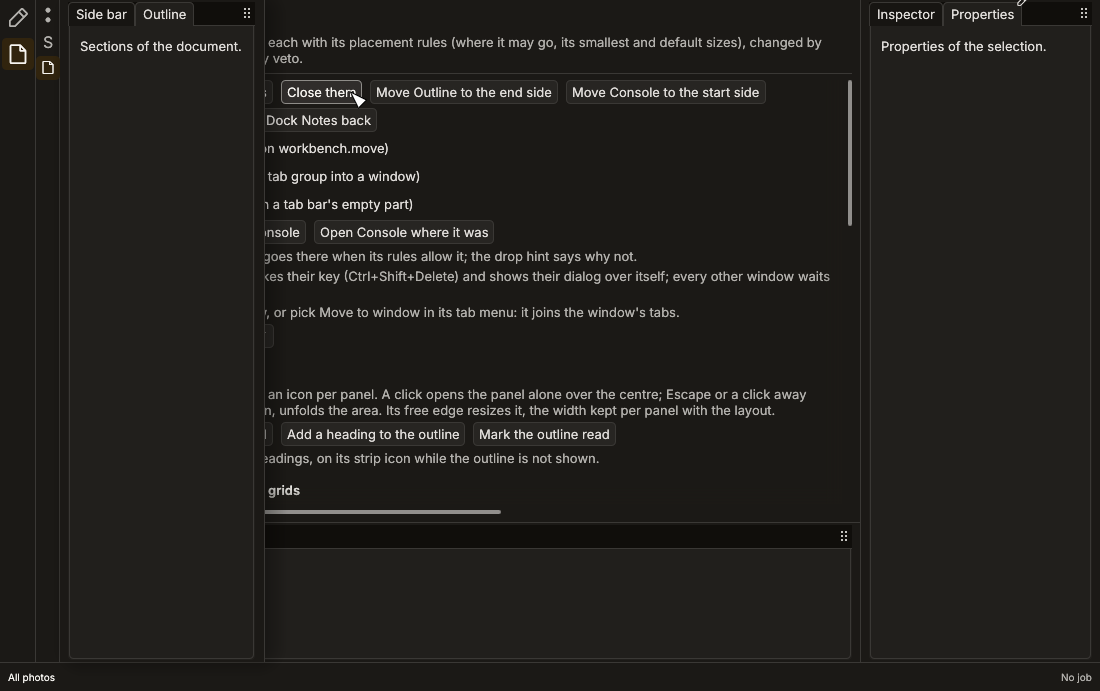 Side bar
Outline
Inspector
Properties
S
Sections of the document.
Properties of the selection.
each with its placement rules (where it may go, its smallest and default sizes), changed by
veto.
Close them
Move Outline to the end side
Move Console to the start side
Dock Notes back
workbench.move)
tab group into a window)
a tab bar's empty part)
Open Console where it was
goes there when its rules allow it; the drop hint says why not.
their key (Ctrl+Shift+Delete) and shows their dialog over itself; every other window waits
, or pick Move to window in its tab menu: it joins the window's tabs.
an icon per panel. A click opens the panel alone over the centre; Escape or a click away
, unfolds the area. Its free edge resizes it, the width kept per panel with the layout.
Add a heading to the outline
Mark the outline read
, on its strip icon while the outline is not shown.
grids
All photos
No job